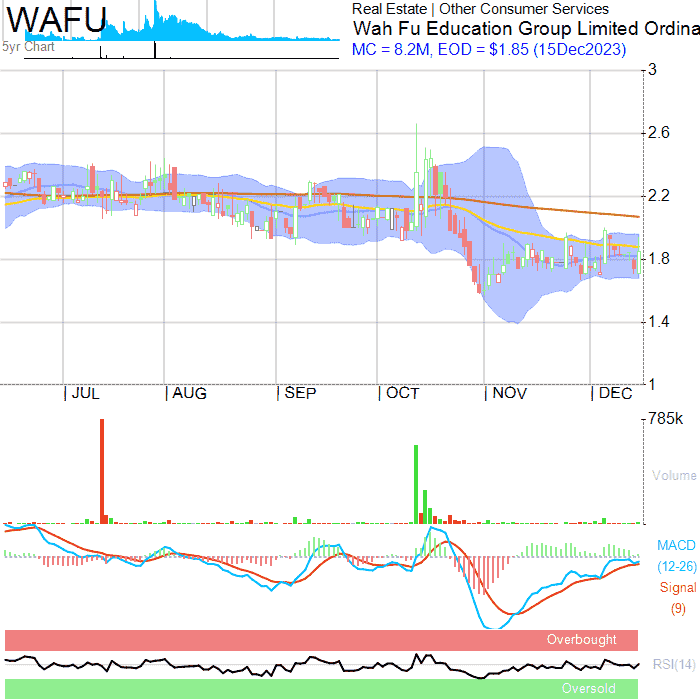 WAFU
5yr Chart
Real Estate | Other Consumer Services
Wah Fu Education Group Limited Ordina
MC = 8.2M, EOD = $1.85 (15Dec2023)
3
2.6
2.2
1.8
1.4
1
JUL AUG SEP OCT NOV DEC
785k
Volume
MACD
(12-26)
Signal
(9)
Overbought
RSI(14)
Oversold